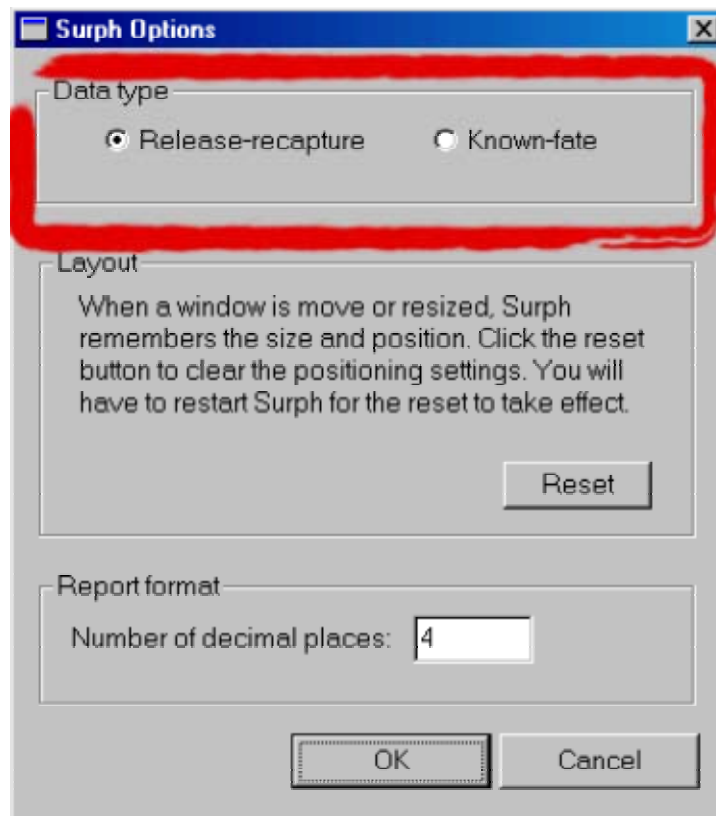 Surph Options
Data type
Release-recapture Known-fate
Layout
When a window is move or resized, Surph
remembers the size and position. Click the reset
button to clear the positioning settings. You will
have to restart Surph for the reset to take effect.
Reset
Report format
Number of decimal places: 4
OK Cancel